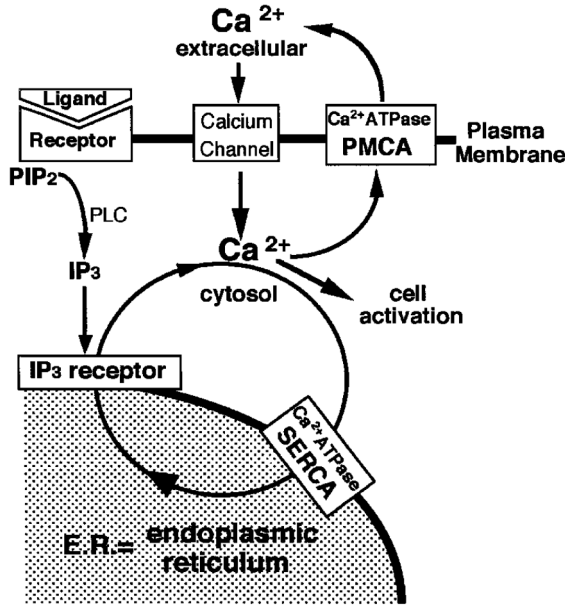 Ca 2+
extracellular
Ligand
Receptor
Calcium
Channel
Ca2+ATPase
PMCA
Plasma
Membrane
PIP2
PLC
IP3
Ca 2+
cytosol
cell
activation
IP3 receptor
Ca2+ATPase
SERCA
E.R.= endoplasmic
reticulum